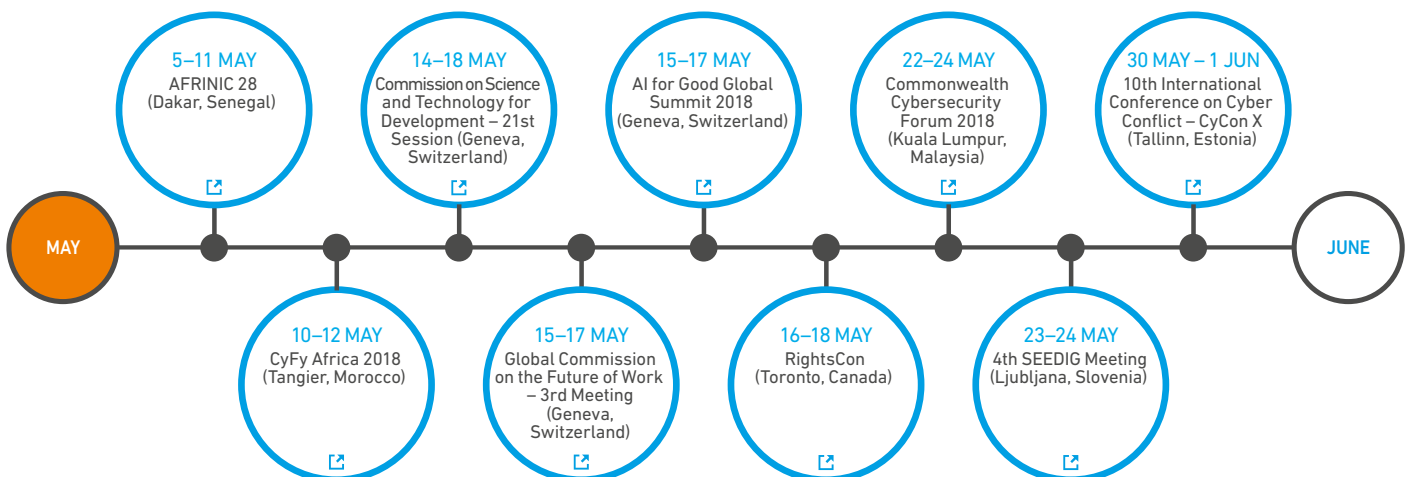 MAY
5–11 MAY
AFRINIC 28
(Dakar, Senegal)
10–12 MAY
CyFy Africa 2018
(Tangier, Morocco)
14–18 MAY
Commission on Science
and Technology for
Development – 21st
Session (Geneva,
Switzerland)
15–17 MAY
Global Commission
on the Future of Work
– 3rd Meeting
(Geneva,
Switzerland)
15–17 MAY
AI for Good Global
Summit 2018
(Geneva, Switzerland)
16–18 MAY
RightsCon
(Toronto, Canada)
22–24 MAY
Commonwealth
Cybersecurity
Forum 2018
(Kuala Lumpur,
Malaysia)
23–24 MAY
4th SEEDIG Meeting
(Ljubljana, Slovenia)
30 MAY – 1 JUN
10th International
Conference on Cyber
Conflict – CyCon X
(Tallinn, Estonia)
JUNE